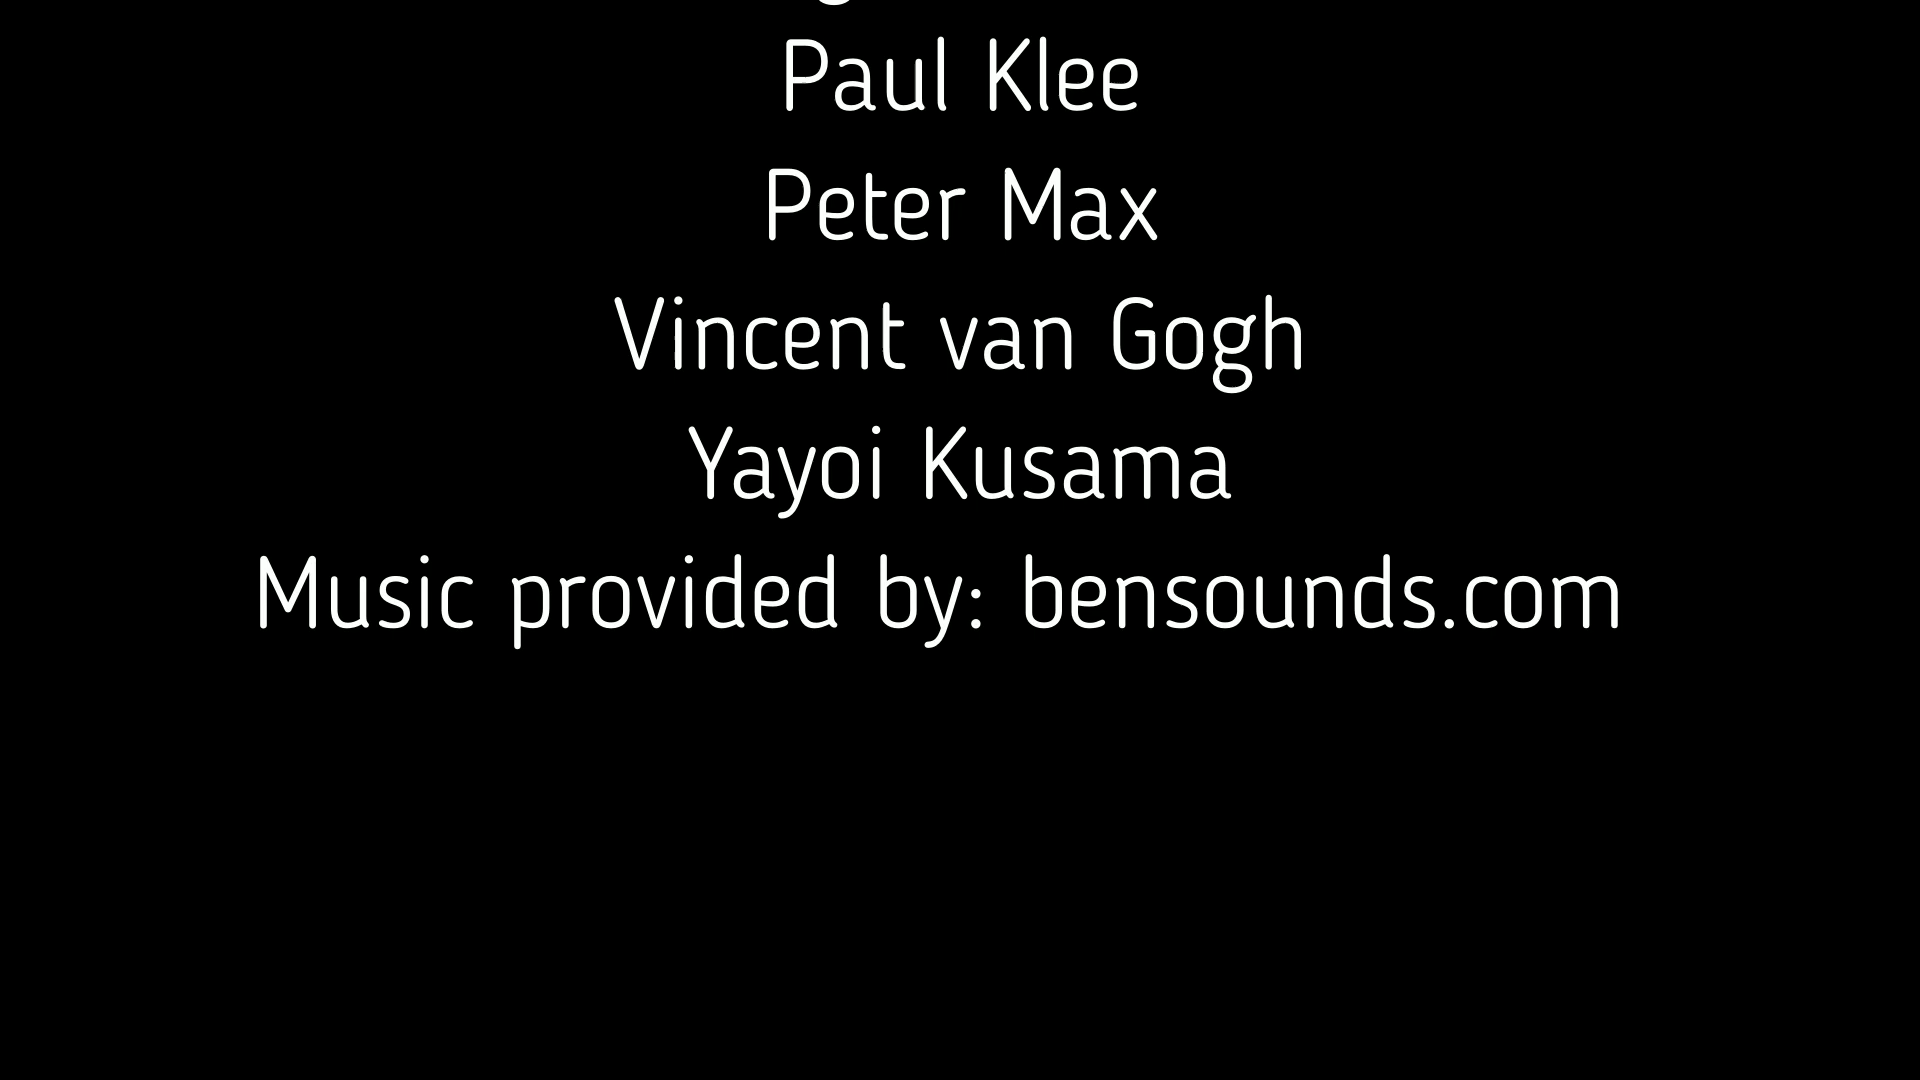 Paul Klee
Peter Max
Vincent van Gogh
Yayoi Kusama
Music provided by: bensounds.com